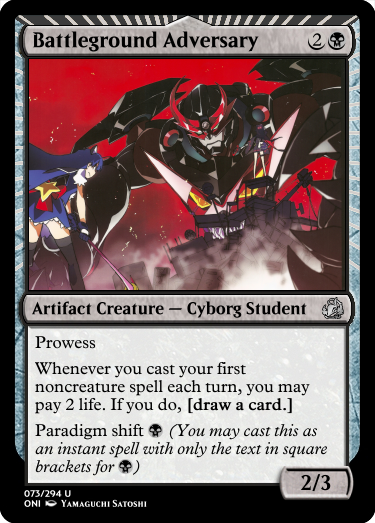 Battleground Adversary 2
Artifact Creature — Cyborg Student
Prowess
Whenever you cast your first
noncreature spell each turn, you may
pay 2 life. If you do, [draw a card.]
Paradigm shift (You may cast this as
an instant spell with only the text in square
brackets for )
2/3
073/294 U
ONI Yamaguchi Satoshi